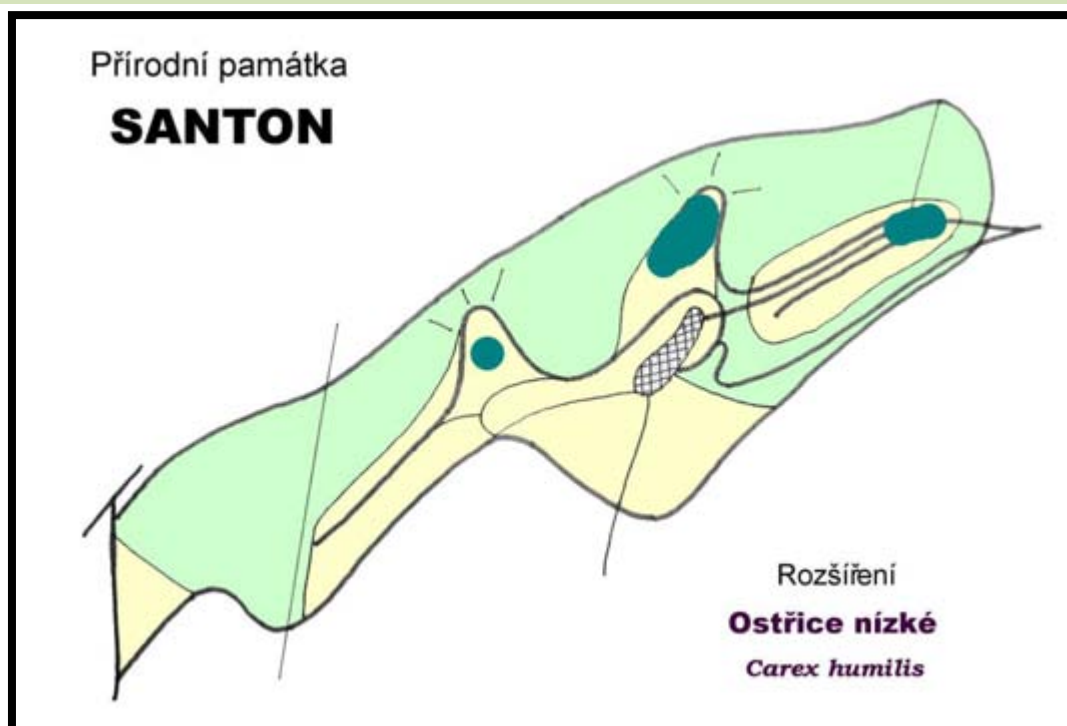 Přírodní památka
SANTON
Rozšíření
Ostřice nízké
Carex humilis